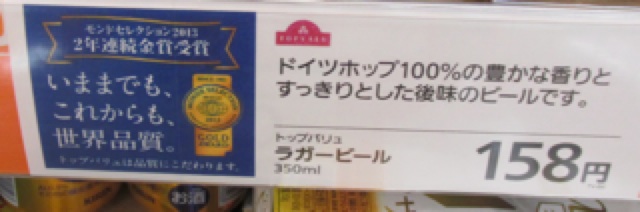 モンドセレクション2013
2年連続金賞受賞
いままでも、
これからも、
世界品質。
トップバリュは品質にこだわります。
GOLD AWARD
TOPVALU
ドイツホップ100%の豊かな香りと
すっきりとした後味のビールです。
トップバリュ
ラガービール
350ml
158円
お酒